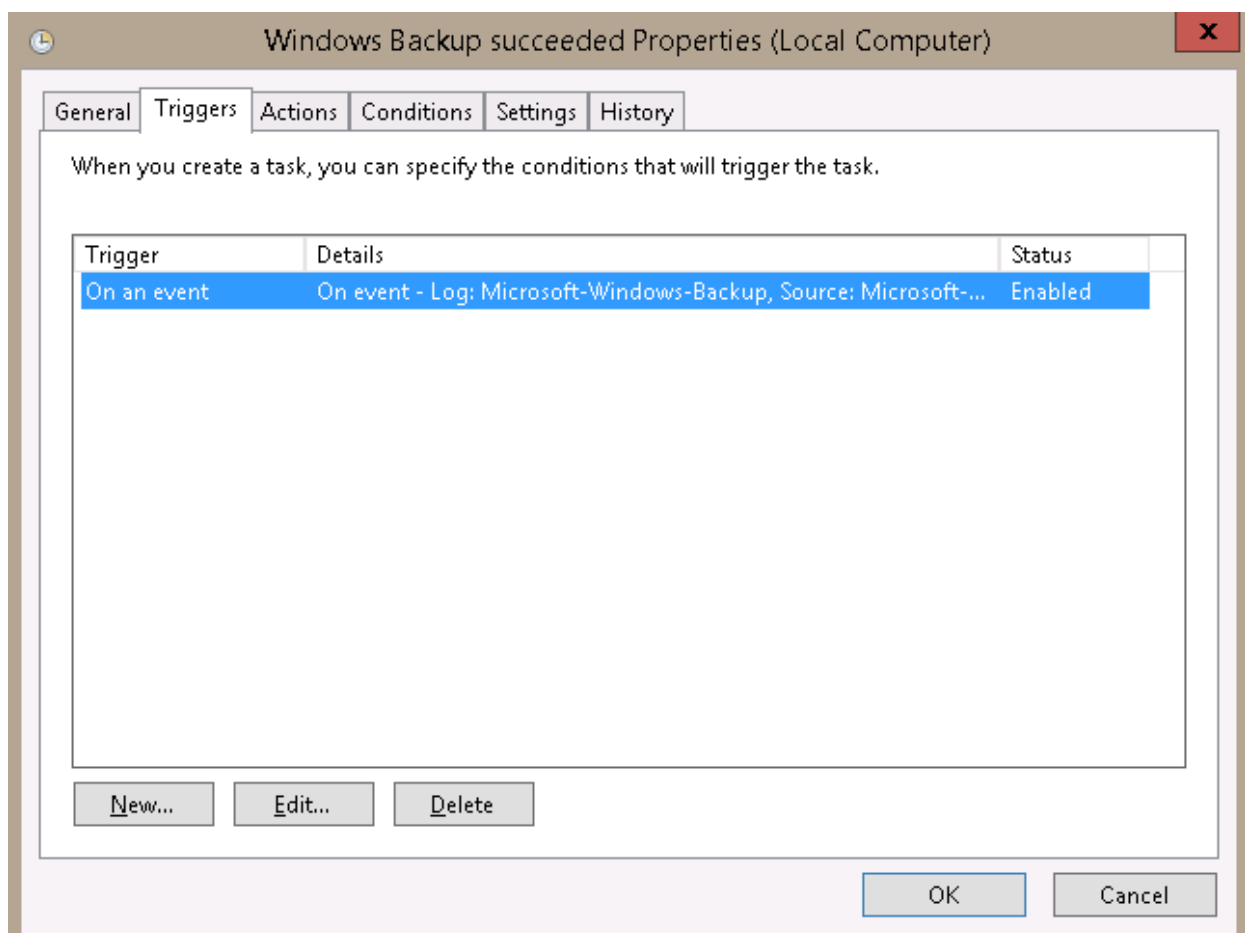 Windows Backup succeeded Properties (Local Computer)
x
General Triggers Actions Conditions Settings History
When you create a task, you can specify the conditions that will trigger the task.
Trigger Details Status
On an event On event - Log: Microsoft-Windows-Backup, Source: Microsoft-... Enabled
New... Edit... Delete
OK Cancel